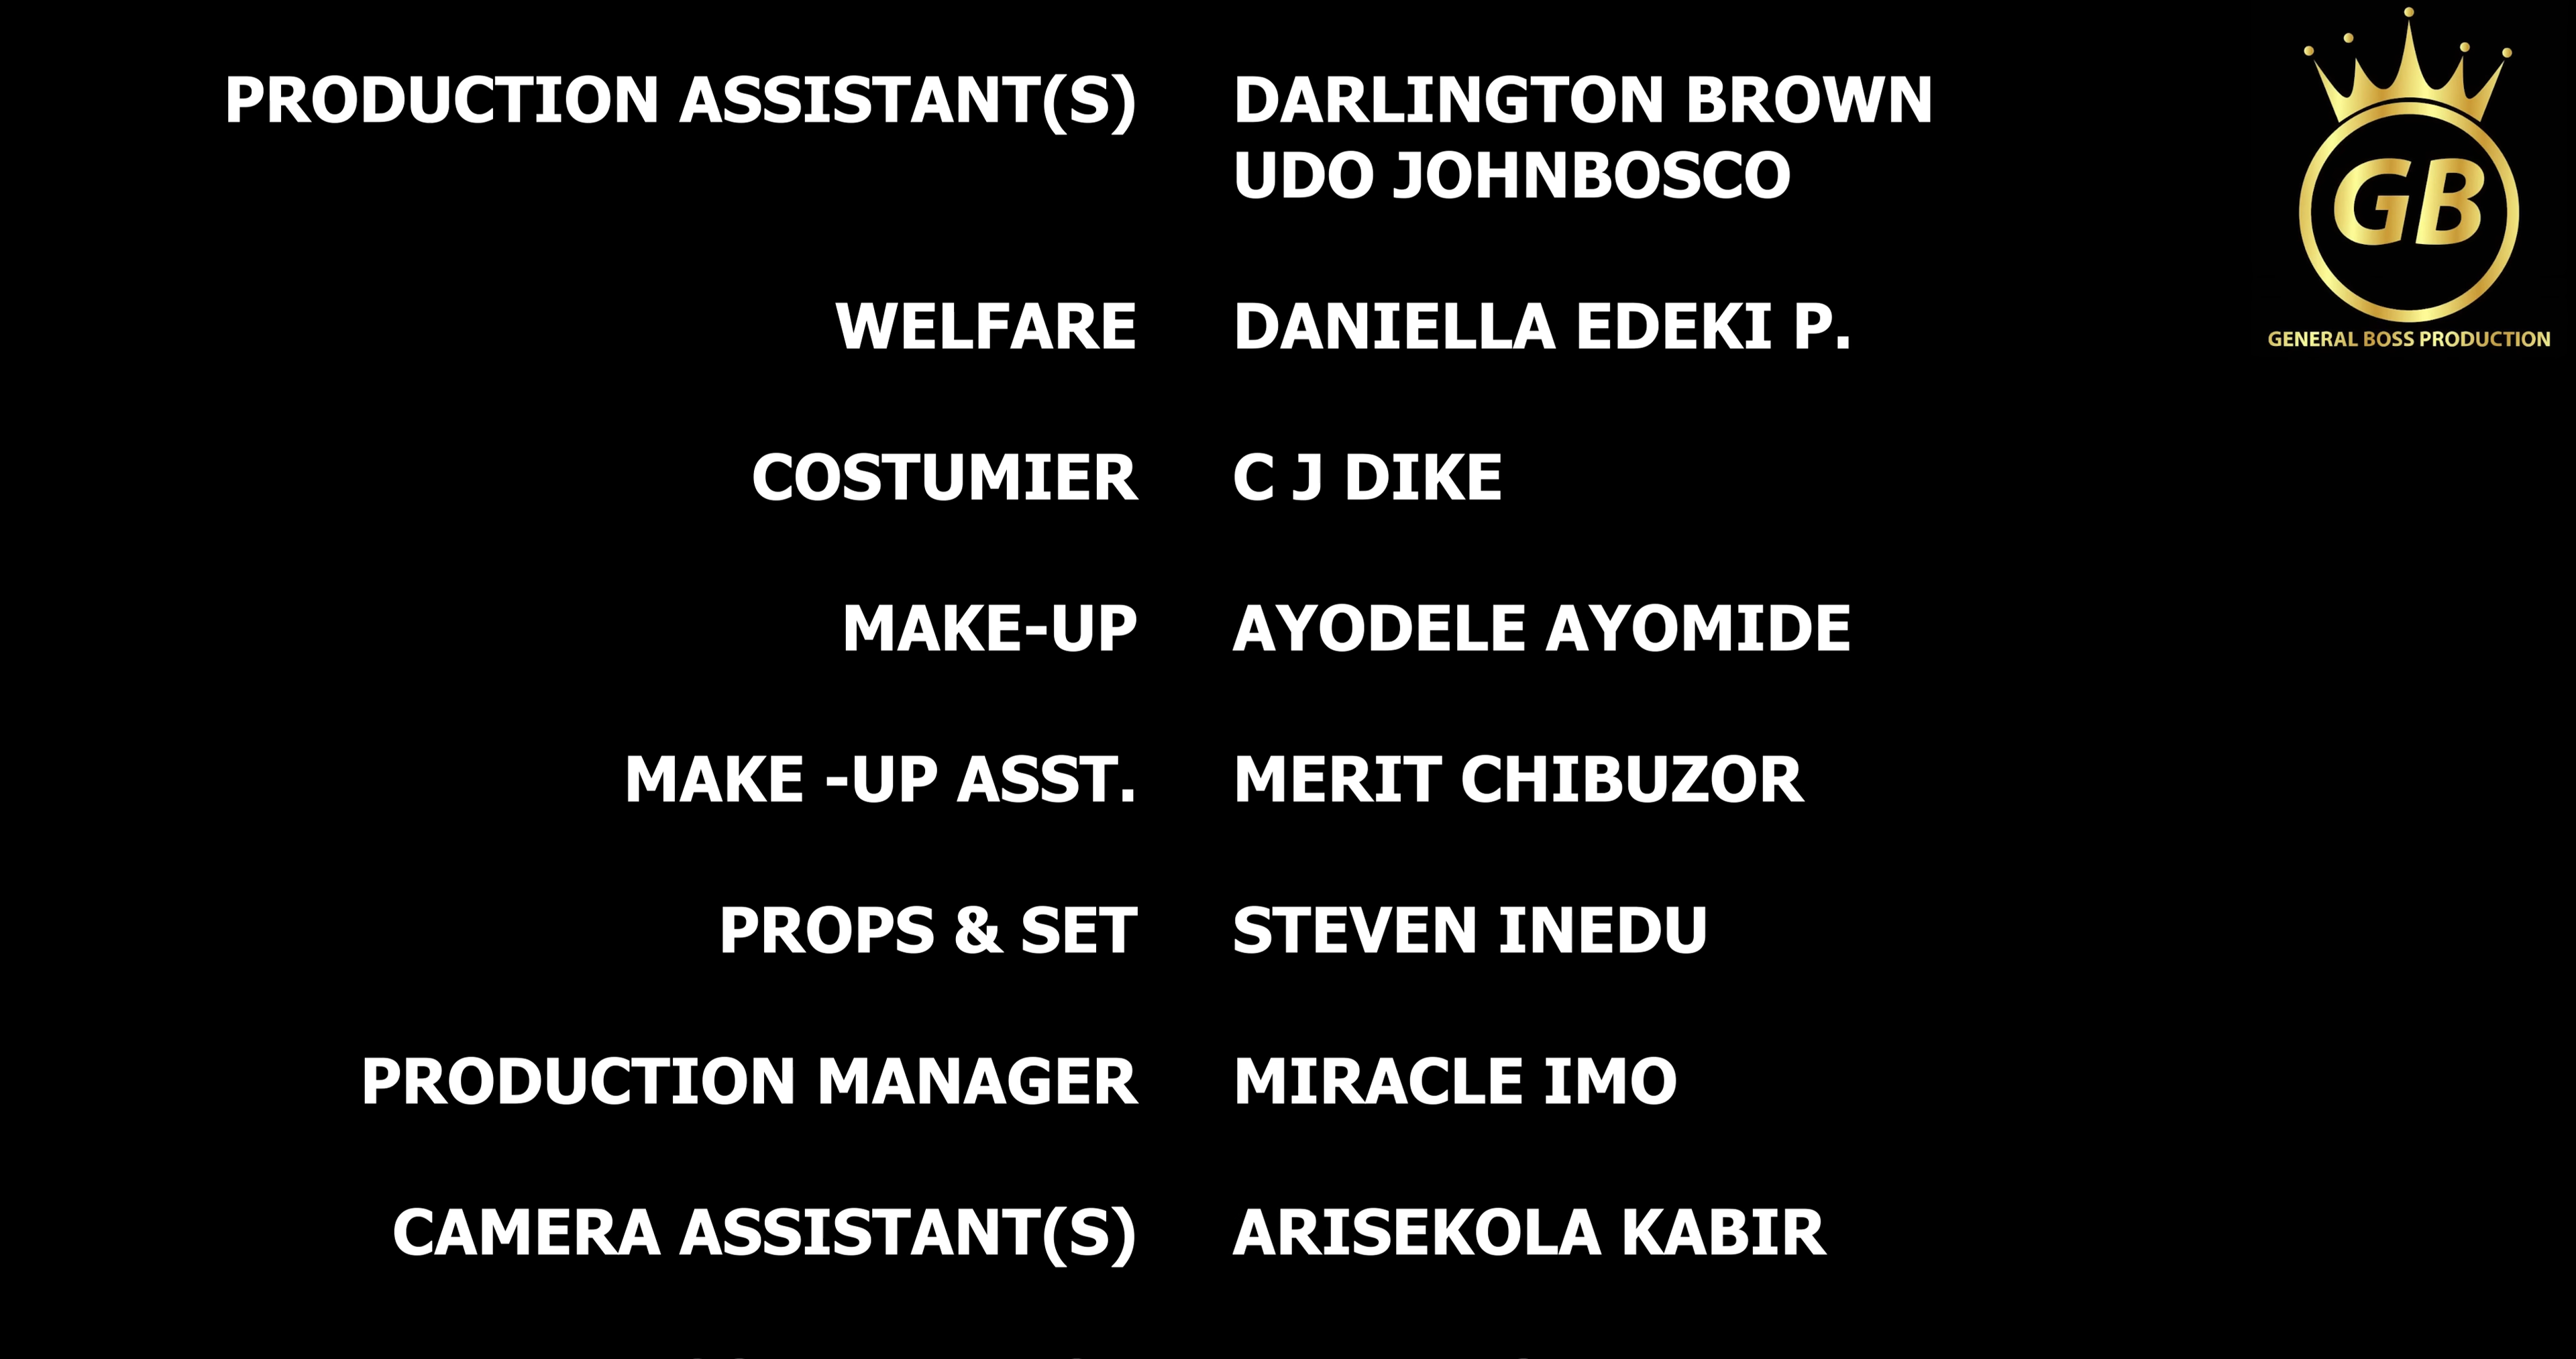 PRODUCTION ASSISTANT(S) DARLINGTON BROWN
UDO JOHNBOSCO
WELFARE DANIELLA EDEKI P.
COSTUMIER C J DIKE
MAKE-UP AYODELE AYOMIDE
MAKE -UP ASST. MERIT CHIBUZOR
PROPS & SET STEVEN INEDU
PRODUCTION MANAGER MIRACLE IMO
CAMERA ASSISTANT(S) ARISEKOLA KABIR
GB
GENERAL BOSS PRODUCTION